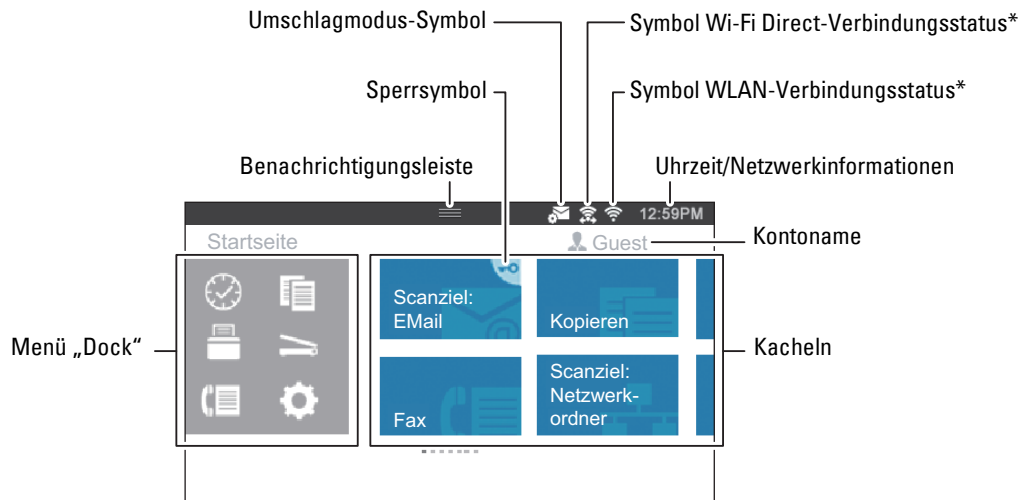 Umschlagmodus-Symbol
Symbol Wi-Fi Direct-Verbindungsstatus*
Sperrsymbol
Symbol WLAN-Verbindungsstatus*
Benachrichtigungsleiste
Uhrzeit/Netzwerkinformationen
12:59PM
Startseite
Guest
Kontoname
Scanziel:
EMail
Kopieren
Menü „Dock“
Kacheln
Fax
Scanziel:
Netzwerk-
ordner